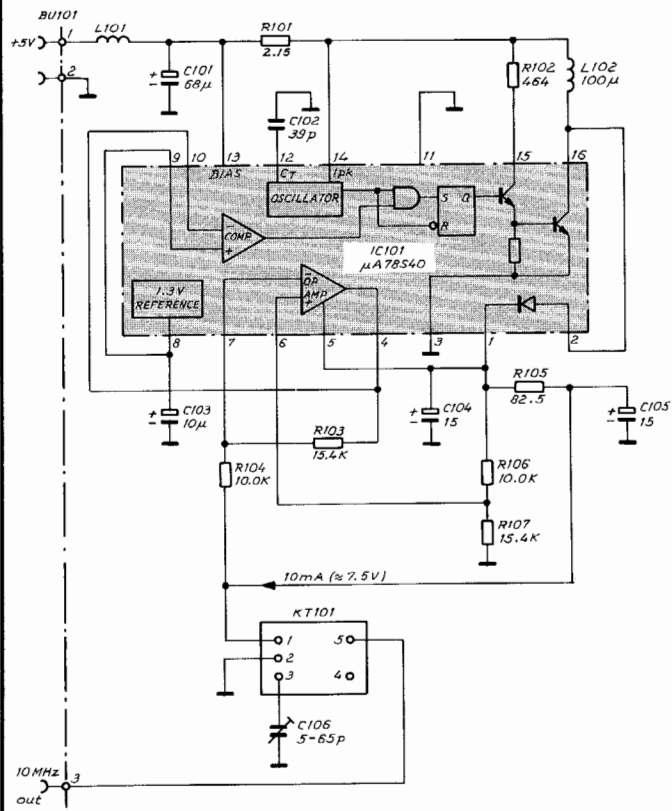 BU101
+5V
1
L101
R101
2.15
2
+
-
C101
68μ
C102
39p
R102
464
L102
100μ
9
10
13
12
14
11
15
16
BIAS
CT
Ipk
OSCILLATOR
S
Q
R
-
COMP
+
IC101
μA78S40
1.3V
REFERENCE
-
OP
AMP
+
8
7
6
5
4
3
1
2
+
-
C103
10μ
R103
15.4K
+
-
C104
15
R105
82.5
+
-
C105
15
R104
10.0K
R106
10.0K
R107
15.4K
10mA (≈7.5V)
KT101
1
5
2
3
4
C106
5-65p
10MHz
out
3